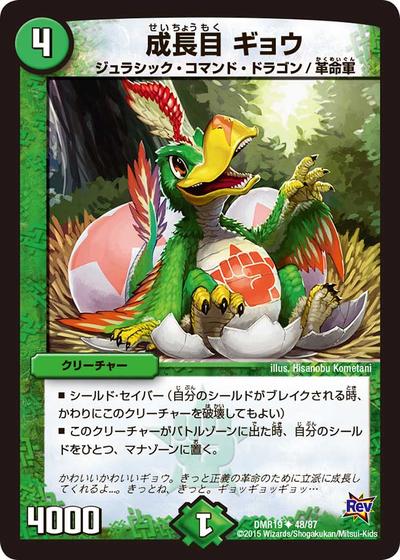 4
せいちょうもく
成長目 ギョウ
ジュラシック・コマンド・ドラゴン / 革命軍
かくめいぐん
illus. Hisanobu Kometani
クリーチャー
■ シールド・セイバー (自分のシールドがブレイクされる時、
かわりにこのクリーチャーを破壊してもよい)
■ このクリーチャーがバトルゾーンに出た時、自分のシール
ドをひとつ、マナゾーンに置く。
かわいいかわいいギョウ。きっと正義の革命のために立派に成長し
てくれるよ…。きっとね、きっと。ギョッギョッギョッ…
Rev
4000
1
DMR19 ◆ 48/87
©2015 Wizards/Shogakukan/Mitsui-Kids